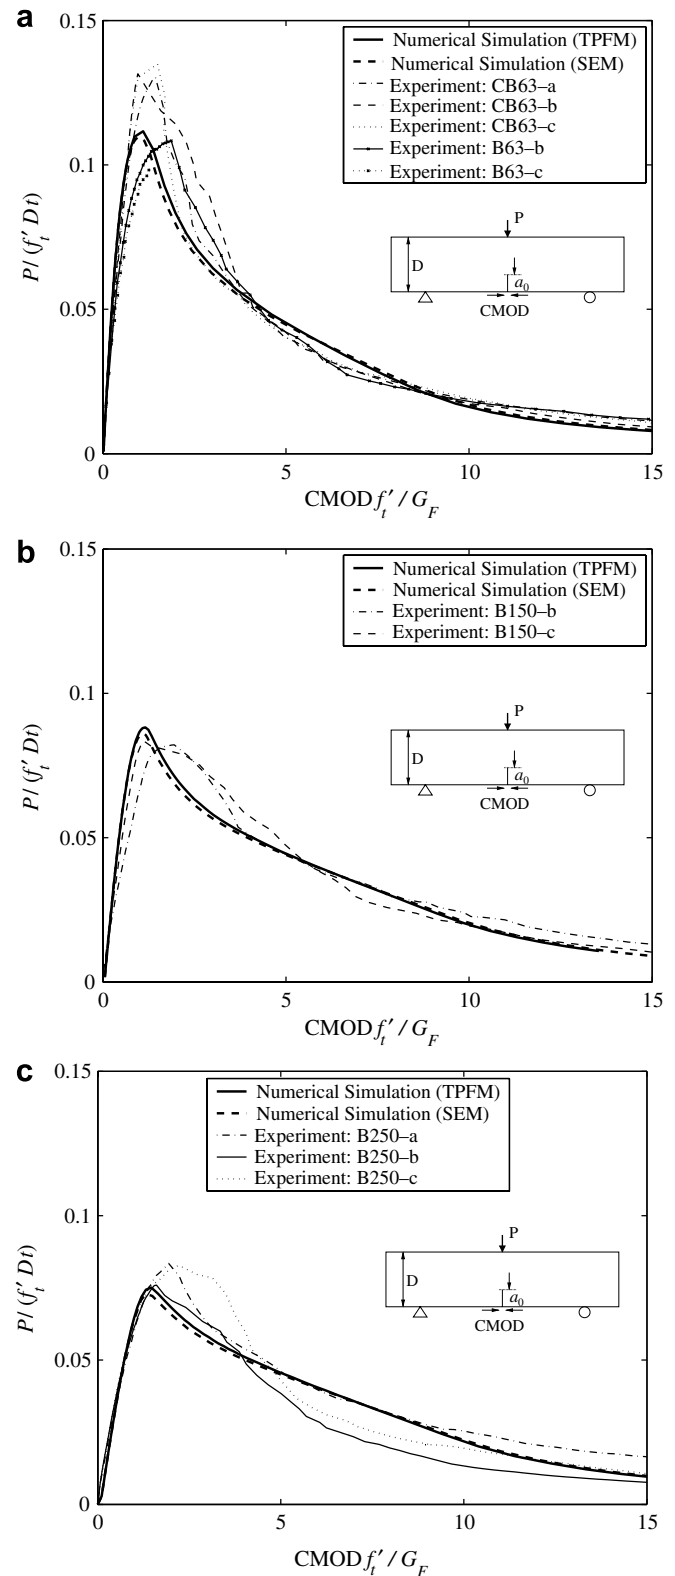 a
0.15
0.1
0.05
0
P / (f't Dt)
Numerical Simulation (TPFM)
Numerical Simulation (SEM)
Experiment: CB63–a
Experiment: CB63–b
Experiment: CB63–c
Experiment: B63–b
Experiment: B63–c
P
D
a0
CMOD
0 5 10 15
CMOD f't / GF
b
0.15
0.1
0.05
0
P / (f't Dt)
Numerical Simulation (TPFM)
Numerical Simulation (SEM)
Experiment: B150–b
Experiment: B150–c
P
D
a0
CMOD
0 5 10 15
CMOD f't / GF
c
0.15
0.1
0.05
0
P / (f't Dt)
Numerical Simulation (TPFM)
Numerical Simulation (SEM)
Experiment: B250–a
Experiment: B250–b
Experiment: B250–c
P
D
a0
CMOD
0 5 10 15
CMOD f't / GF